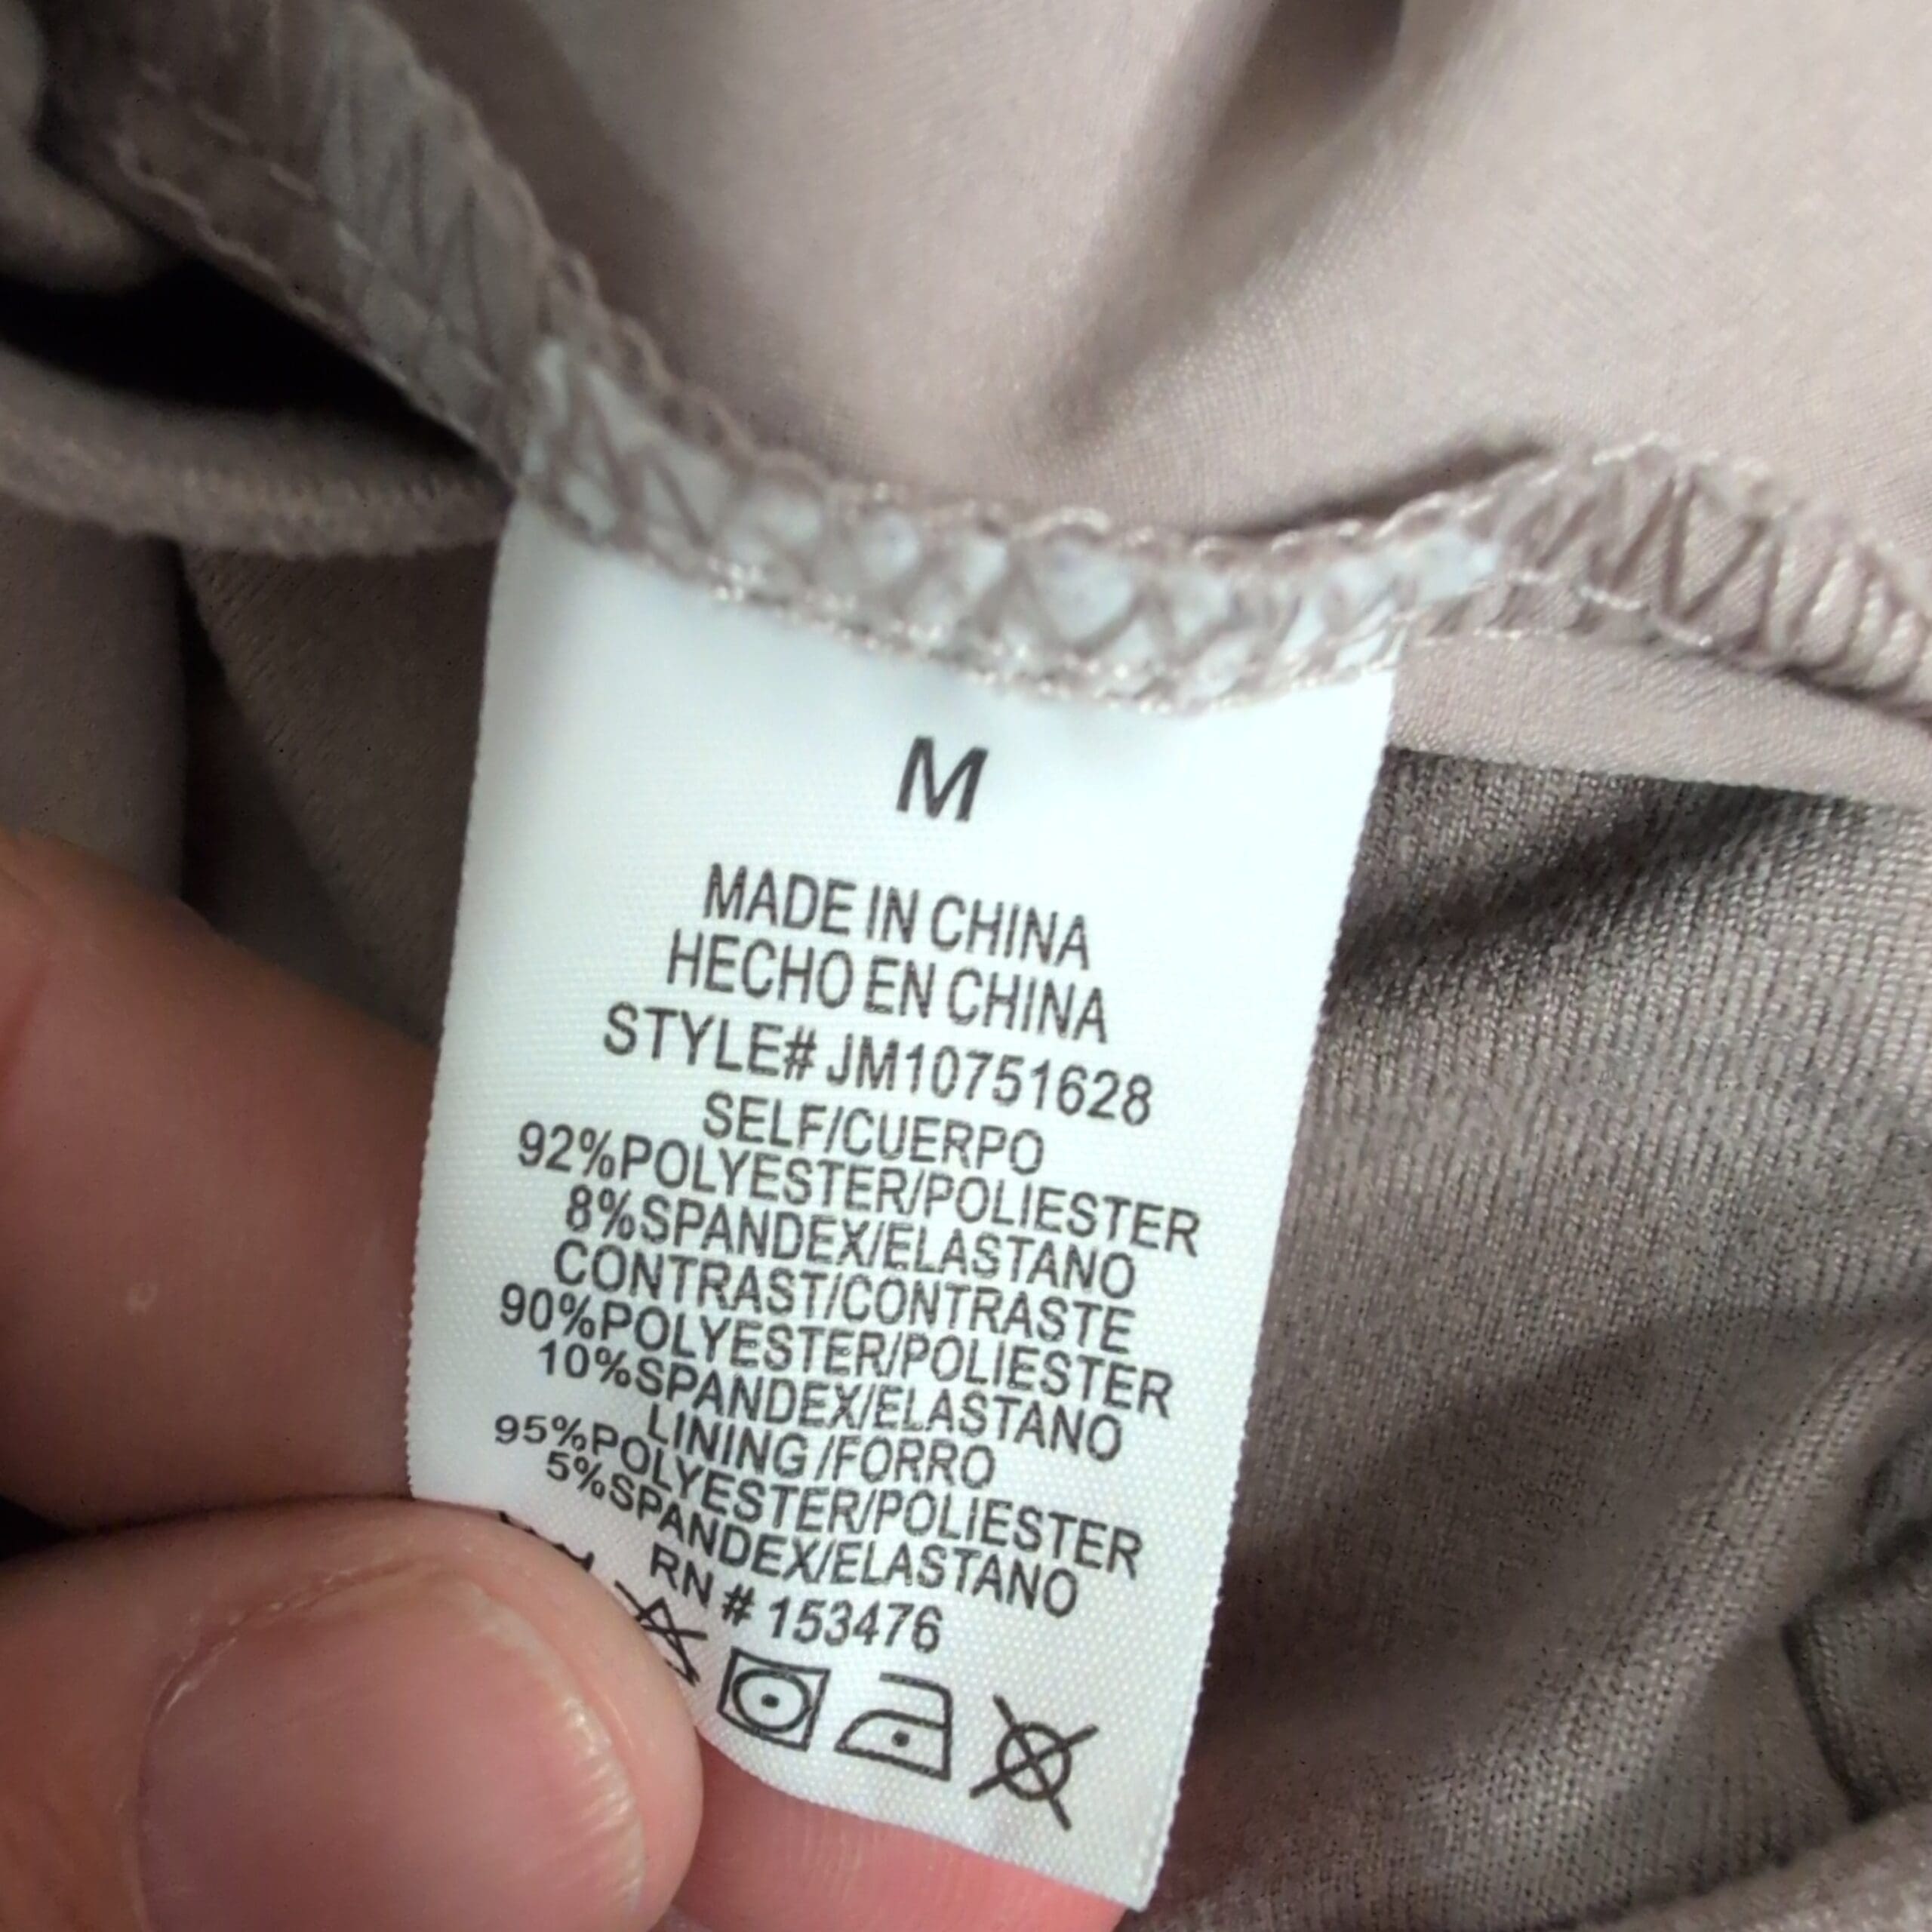 M
MADE IN CHINA
HECHO EN CHINA
STYLE# JM10751628
SELF/CUERPO
92%POLYESTER/POLIESTER
8%SPANDEX/ELASTANO
CONTRAST/CONTRASTE
90%POLYESTER/POLIESTER
10%SPANDEX/ELASTANO
LINING /FORRO
95%POLYESTER/POLIESTER
5%SPANDEX/ELASTANO
RN # 153476